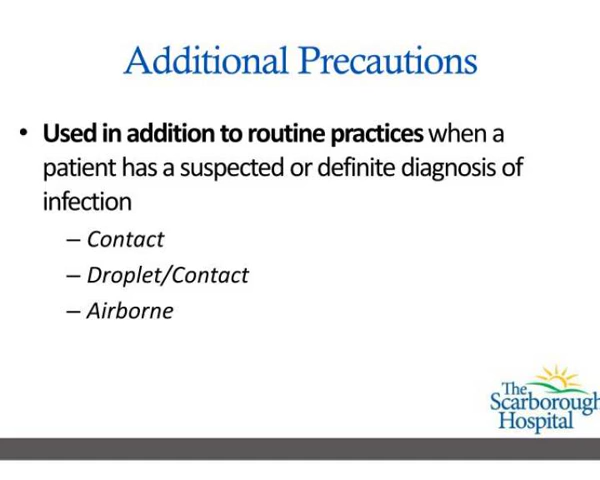 Additional Precautions
• Used in addition to routine practices when a
patient has a suspected or definite diagnosis of
infection
– Contact
– Droplet/Contact
– Airborne
The
Scarborough
Hospital